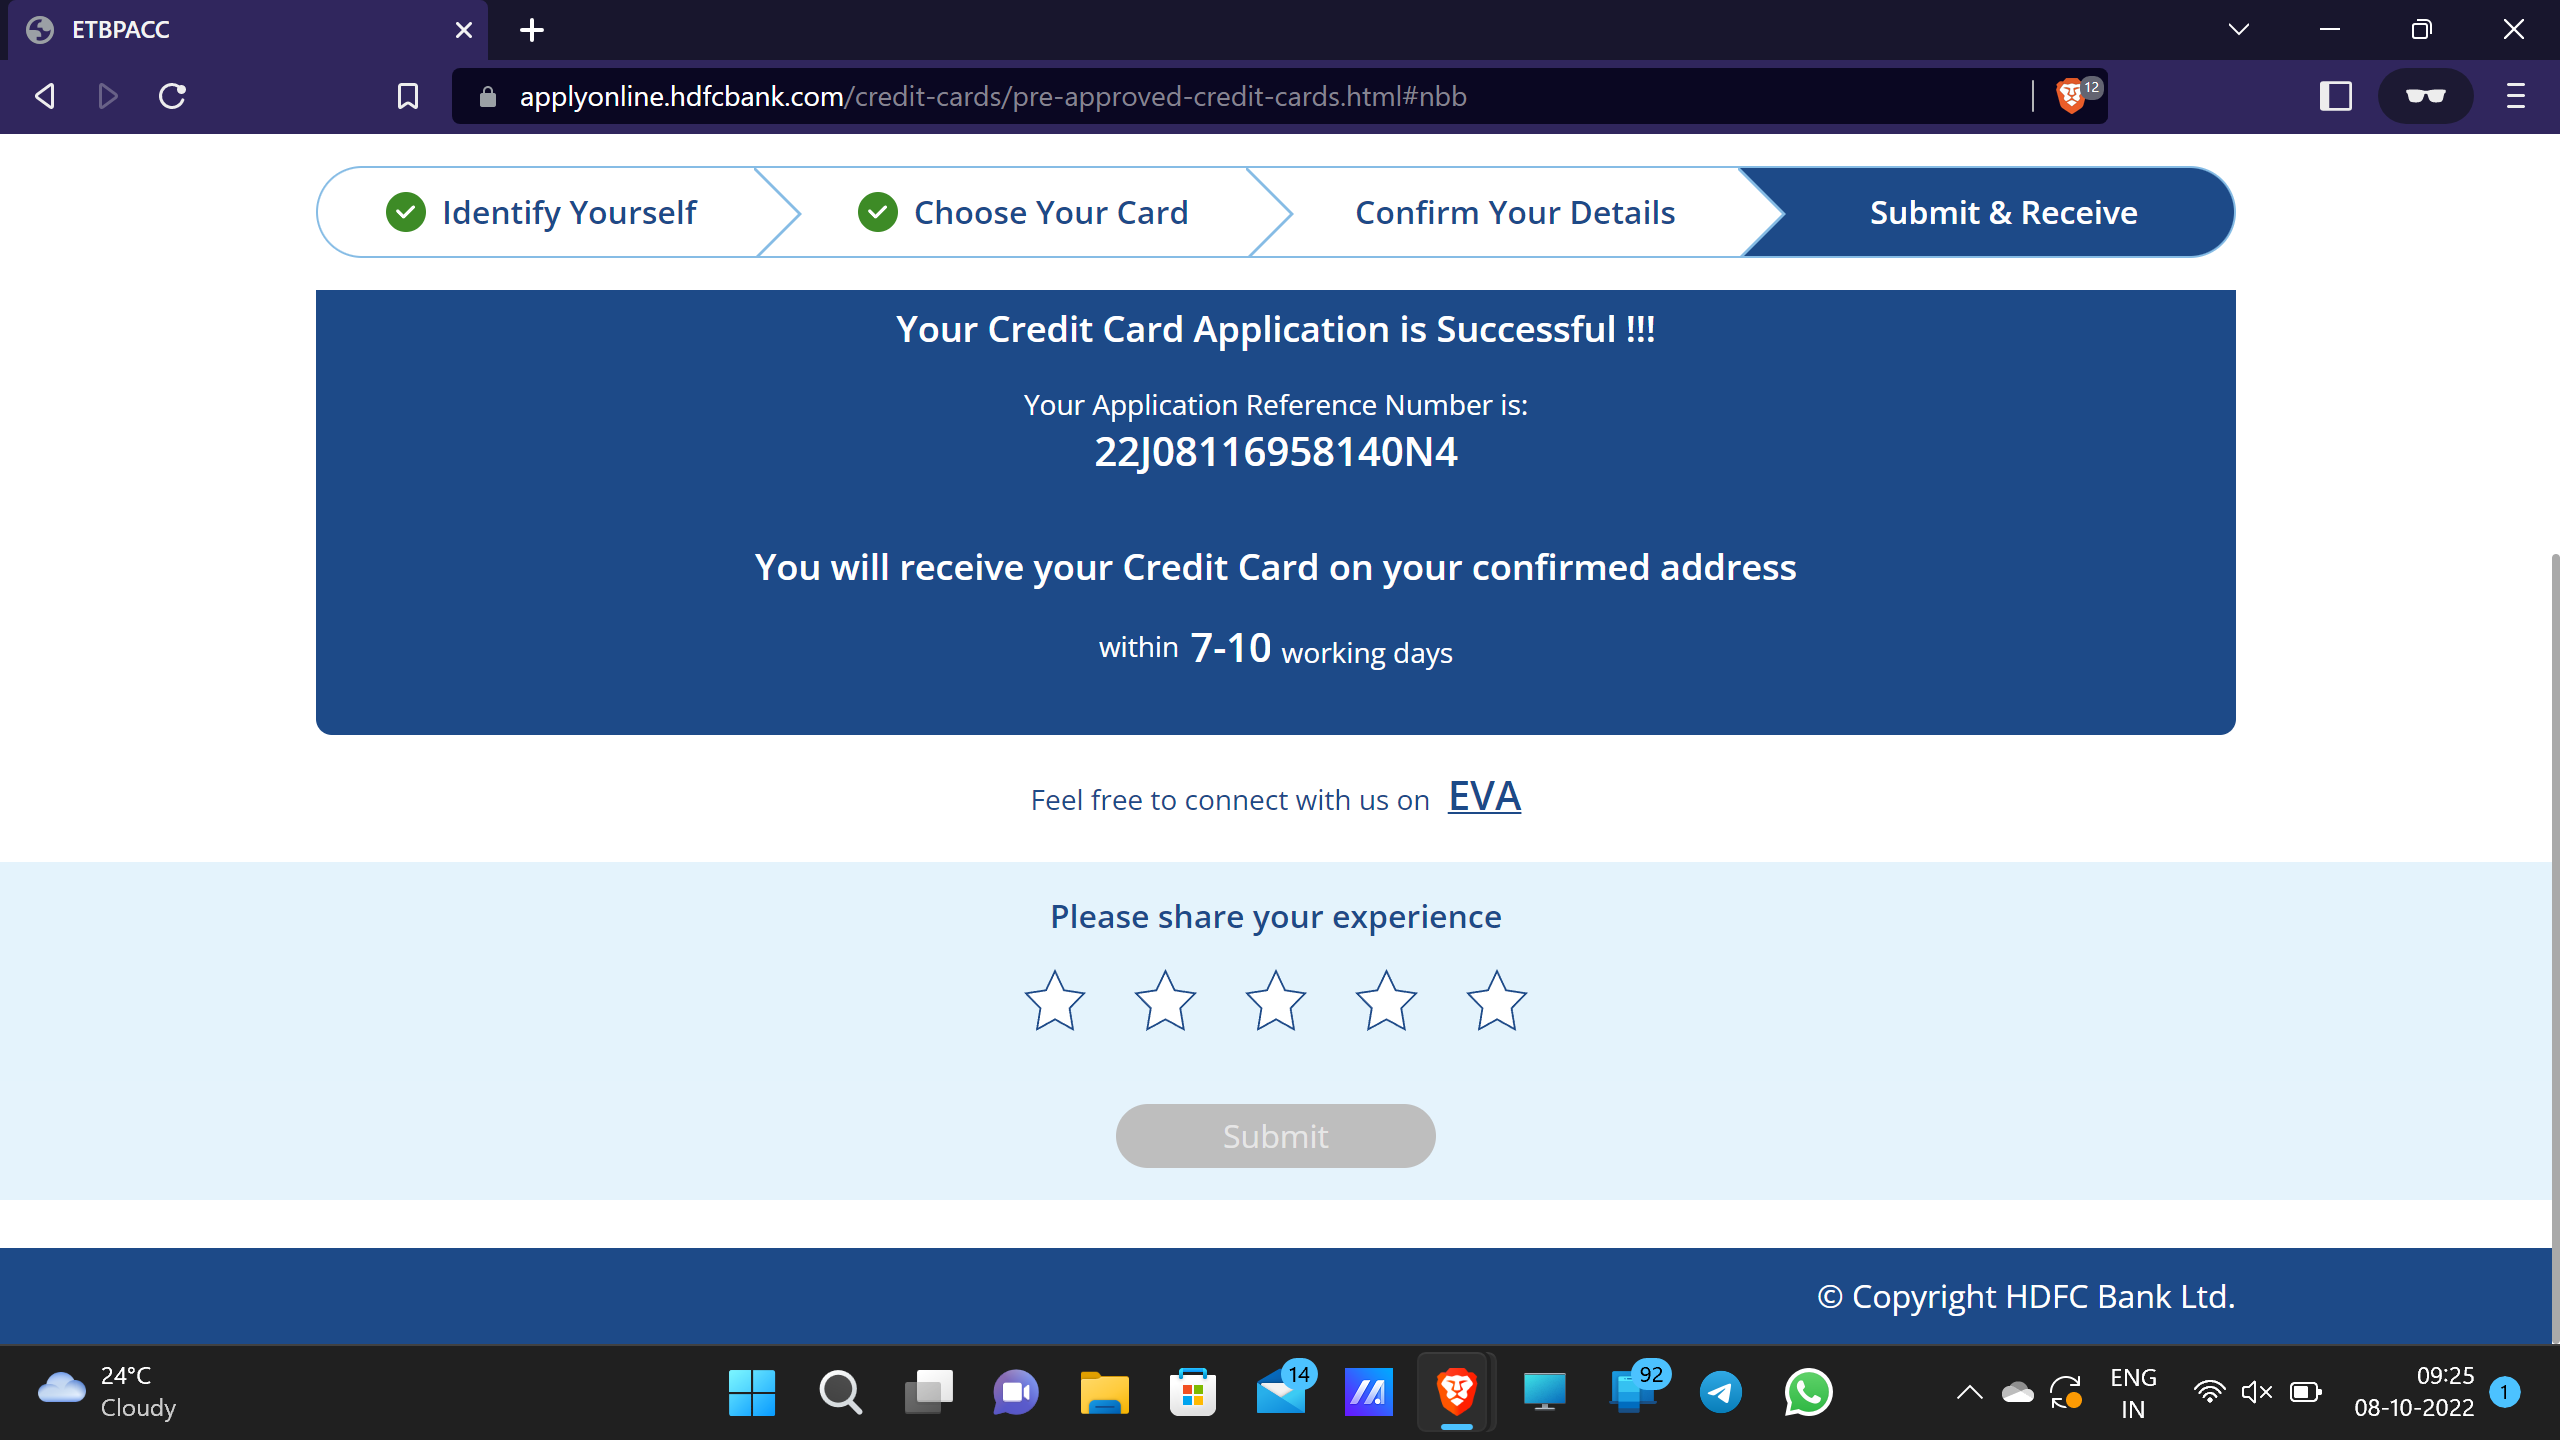 ETBPACC
applyonline.hdfcbank.com/credit-cards/pre-approved-credit-cards.html#nbb
12
Identify Yourself
Choose Your Card
Confirm Your Details
Submit & Receive
Your Credit Card Application is Successful !!!
Your Application Reference Number is:
22J08116958140N4
You will receive your Credit Card on your confirmed address
within 7-10 working days
Feel free to connect with us on EVA
Please share your experience
Submit
© Copyright HDFC Bank Ltd.
24°C
Cloudy
14
92
ENG
IN
09:25
08-10-2022
1